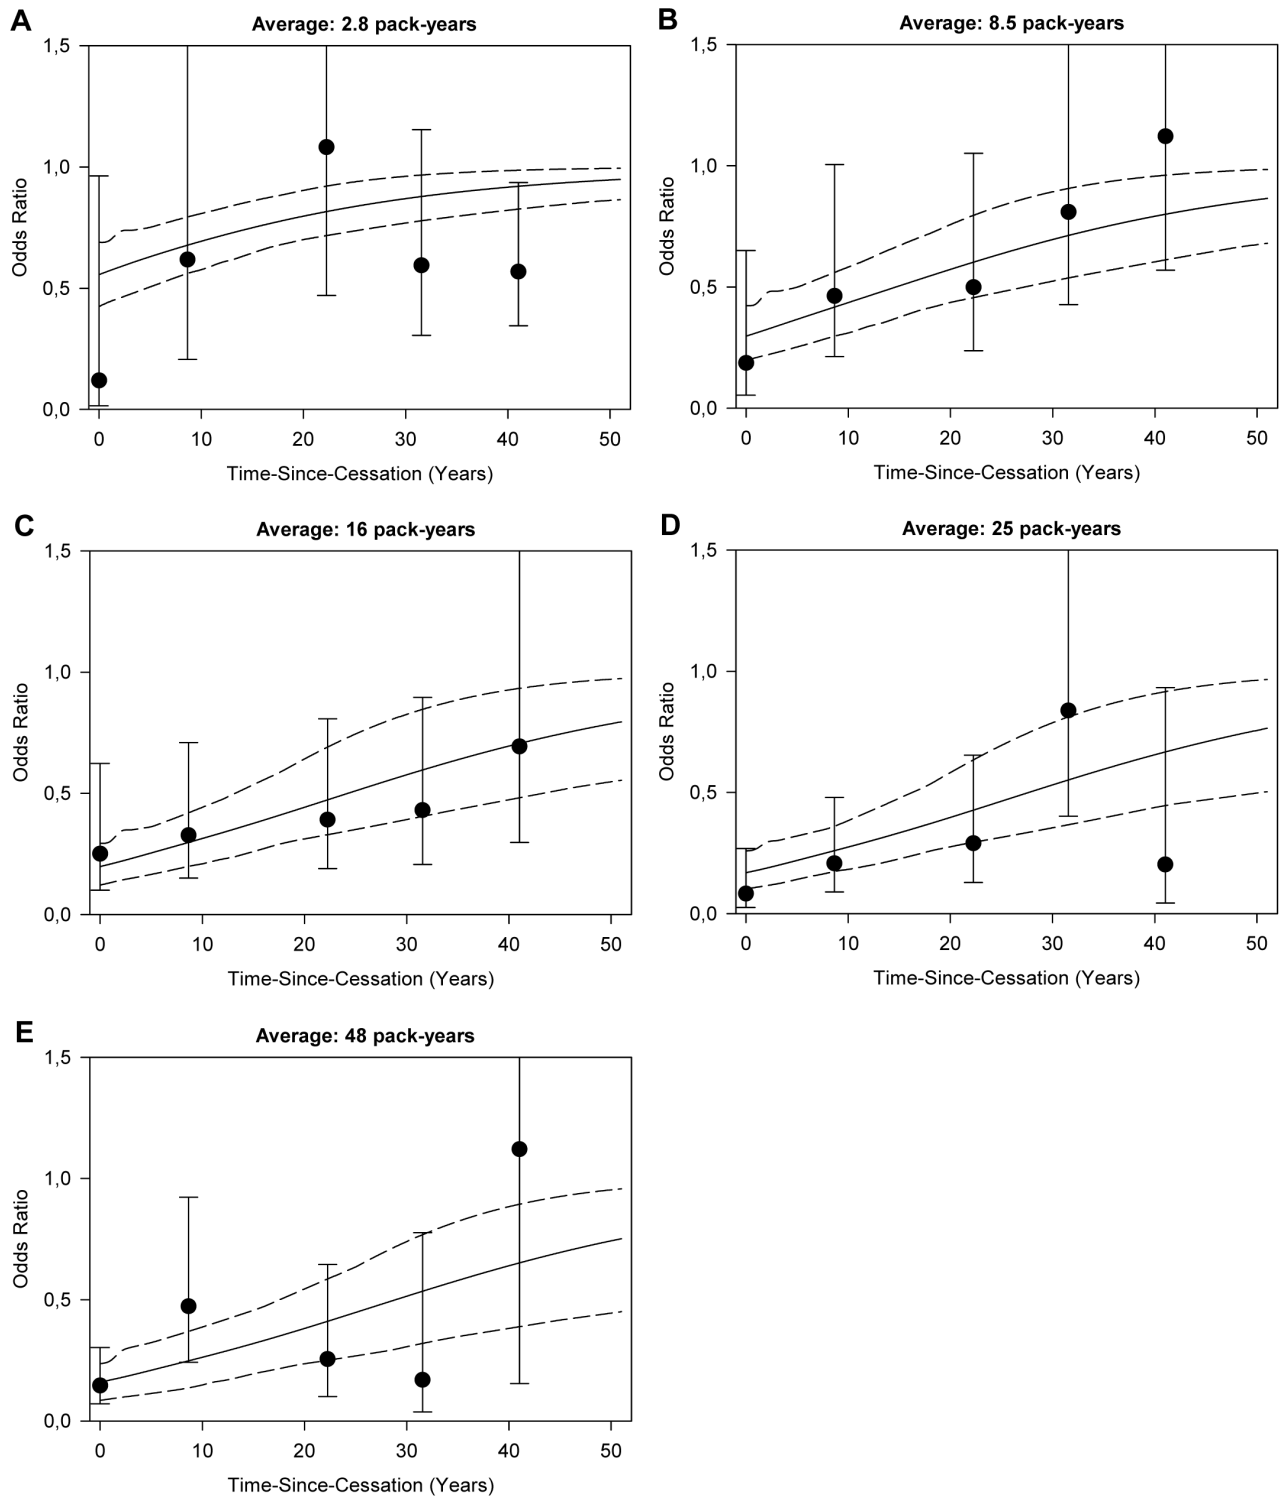 A
Average: 2.8 pack-years
1,5
1,0
0,5
0,0
Odds Ratio
0 10 20 30 40 50
Time-Since-Cessation (Years)
B
Average: 8.5 pack-years
1,5
1,0
0,5
0,0
Odds Ratio
0 10 20 30 40 50
Time-Since-Cessation (Years)
C
Average: 16 pack-years
1,5
1,0
0,5
0,0
Odds Ratio
0 10 20 30 40 50
Time-Since-Cessation (Years)
D
Average: 25 pack-years
1,5
1,0
0,5
0,0
Odds Ratio
0 10 20 30 40 50
Time-Since-Cessation (Years)
E
Average: 48 pack-years
1,5
1,0
0,5
0,0
Odds Ratio
0 10 20 30 40 50
Time-Since-Cessation (Years)